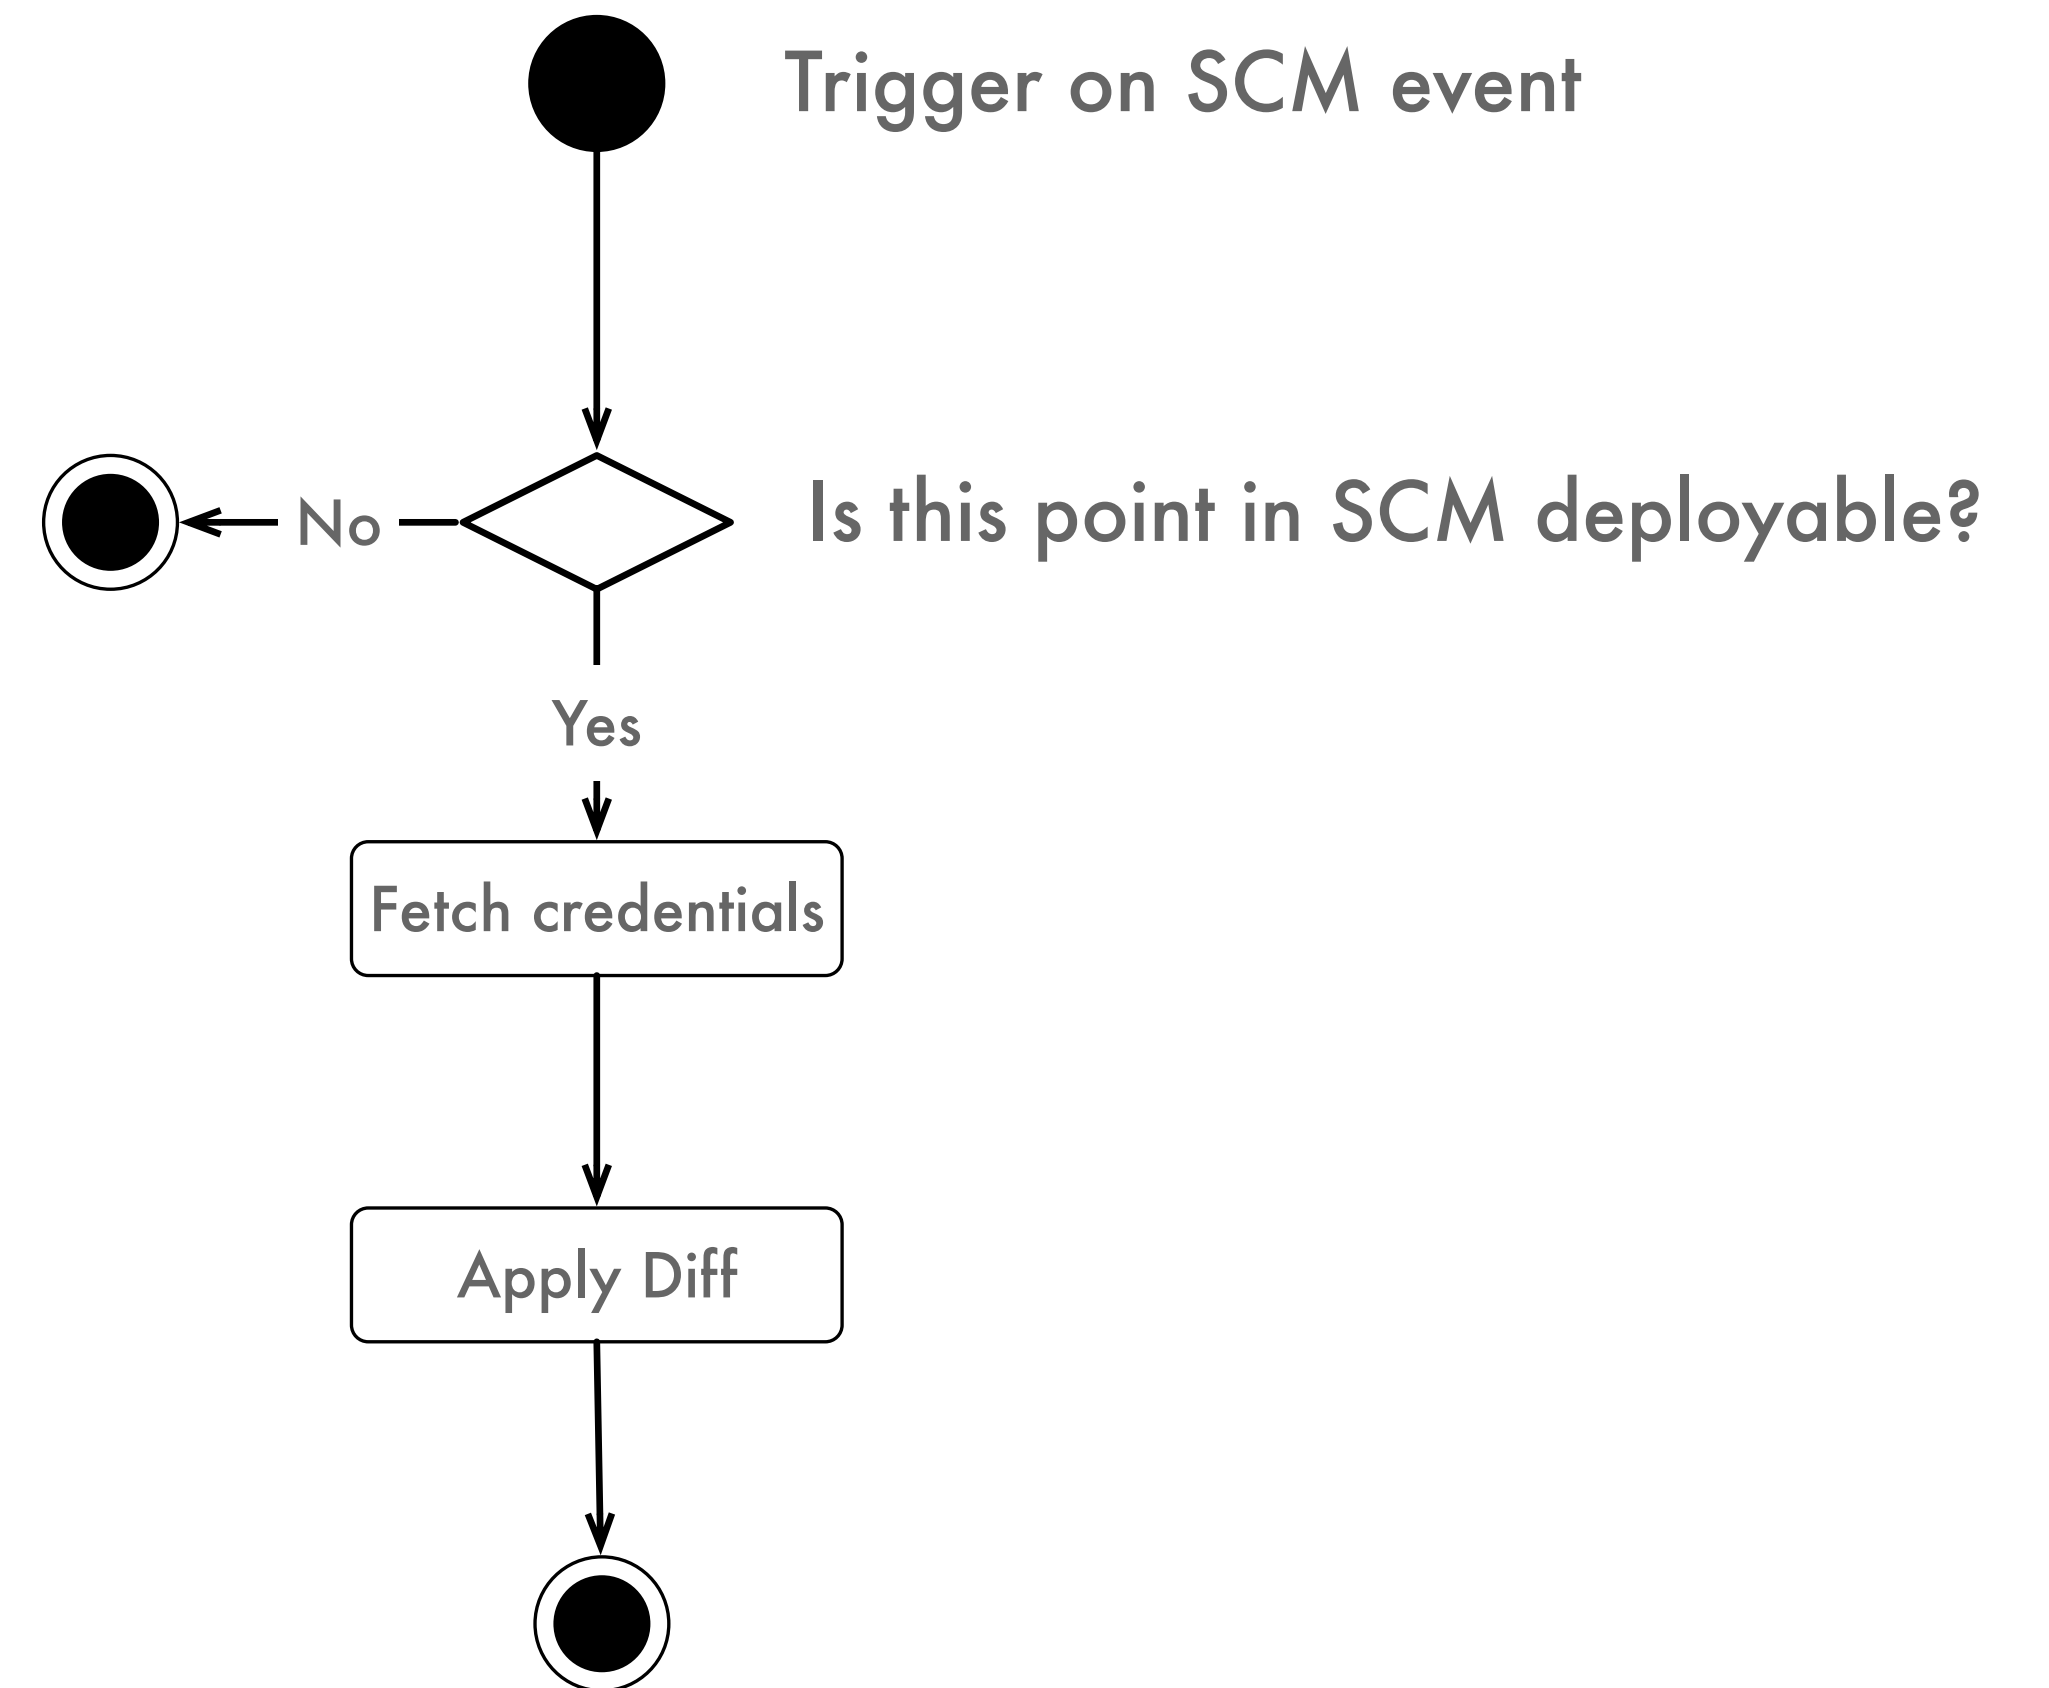 Trigger on SCM event
Is this point in SCM deployable?
No
Yes
Fetch credentials
Apply Diff